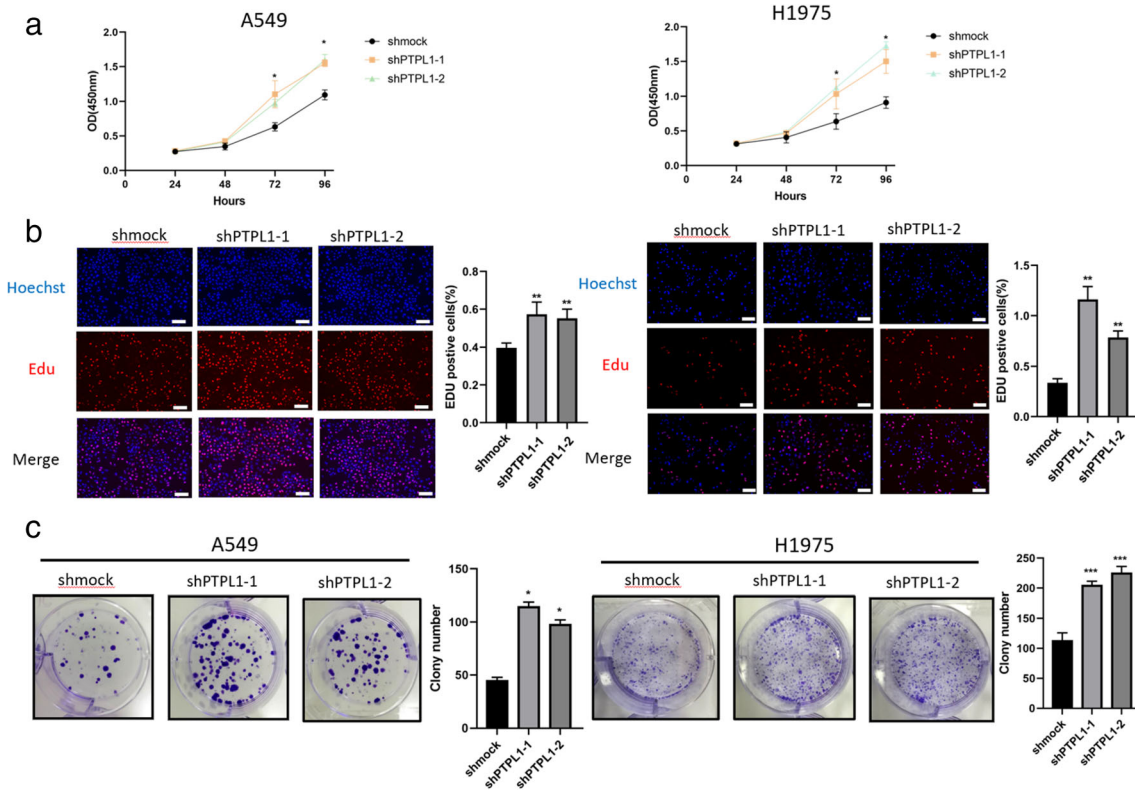 a
A549
OD(450nm)
2.0
1.5
1.0
0.5
0.0
0
24
48
72
96
Hours
*
*
shmock
shPTPL1-1
shPTPL1-2
H1975
OD(450nm)
2.0
1.5
1.0
0.5
0.0
0
24
48
72
96
Hours
*
*
shmock
shPTPL1-1
shPTPL1-2
b
shmock
shPTPL1-1
shPTPL1-2
Hoechst
Edu
Merge
EDU postive cells(%)
0.8
0.6
0.4
0.2
0.0
**
**
shmock
shPTPL1-1
shPTPL1-2
shmock
shPTPL1-1
shPTPL1-2
Hoechst
Edu
Merge
EDU postive cells(%)
1.5
1.0
0.5
0.0
**
**
shmock
shPTPL1-1
shPTPL1-2
c
A549
shmock
shPTPL1-1
shPTPL1-2
Clony number
150
100
50
0
*
*
shmock
shPTPL1-1
shPTPL1-2
H1975
shmock
shPTPL1-1
shPTPL1-2
Clony number
250
200
150
100
50
0
***
***
shmock
shPTPL1-1
shPTPL1-2